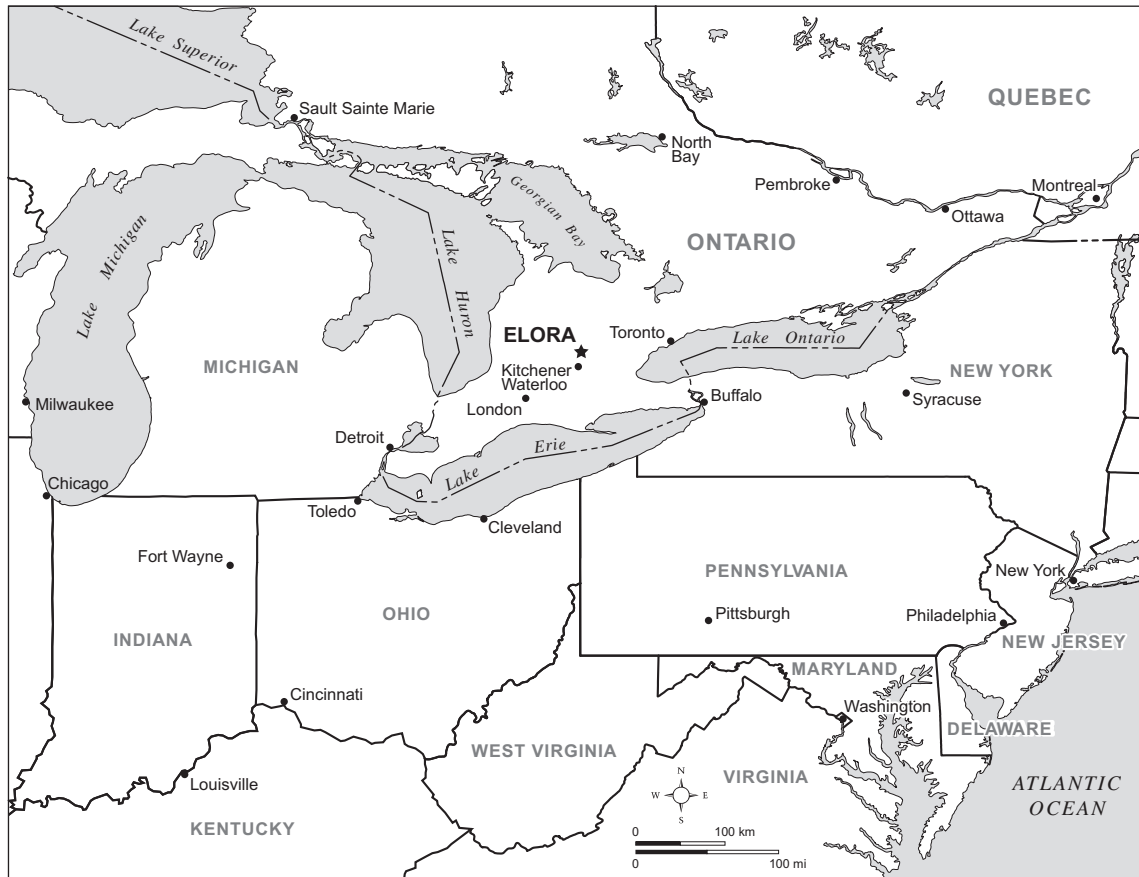 Lake Superior
QUEBEC
Sault Sainte Marie
North
Bay
Pembroke
Montreal
Georgian Bay
Ottawa
Lake Michigan
Lake Huron
ONTARIO
ELORA
Toronto
Lake Ontario
MICHIGAN
Kitchener
Waterloo
NEW YORK
Milwaukee
London
Buffalo
Syracuse
Detroit
Lake Erie
Chicago
Toledo
Cleveland
Fort Wayne
PENNSYLVANIA
New York
OHIO
Pittsburgh
Philadelphia
INDIANA
NEW JERSEY
MARYLAND
Cincinnati
Washington
DELAWARE
WEST VIRGINIA
Louisville
VIRGINIA
N
W E
S
ATLANTIC
OCEAN
KENTUCKY
0 100 km
0 100 mi